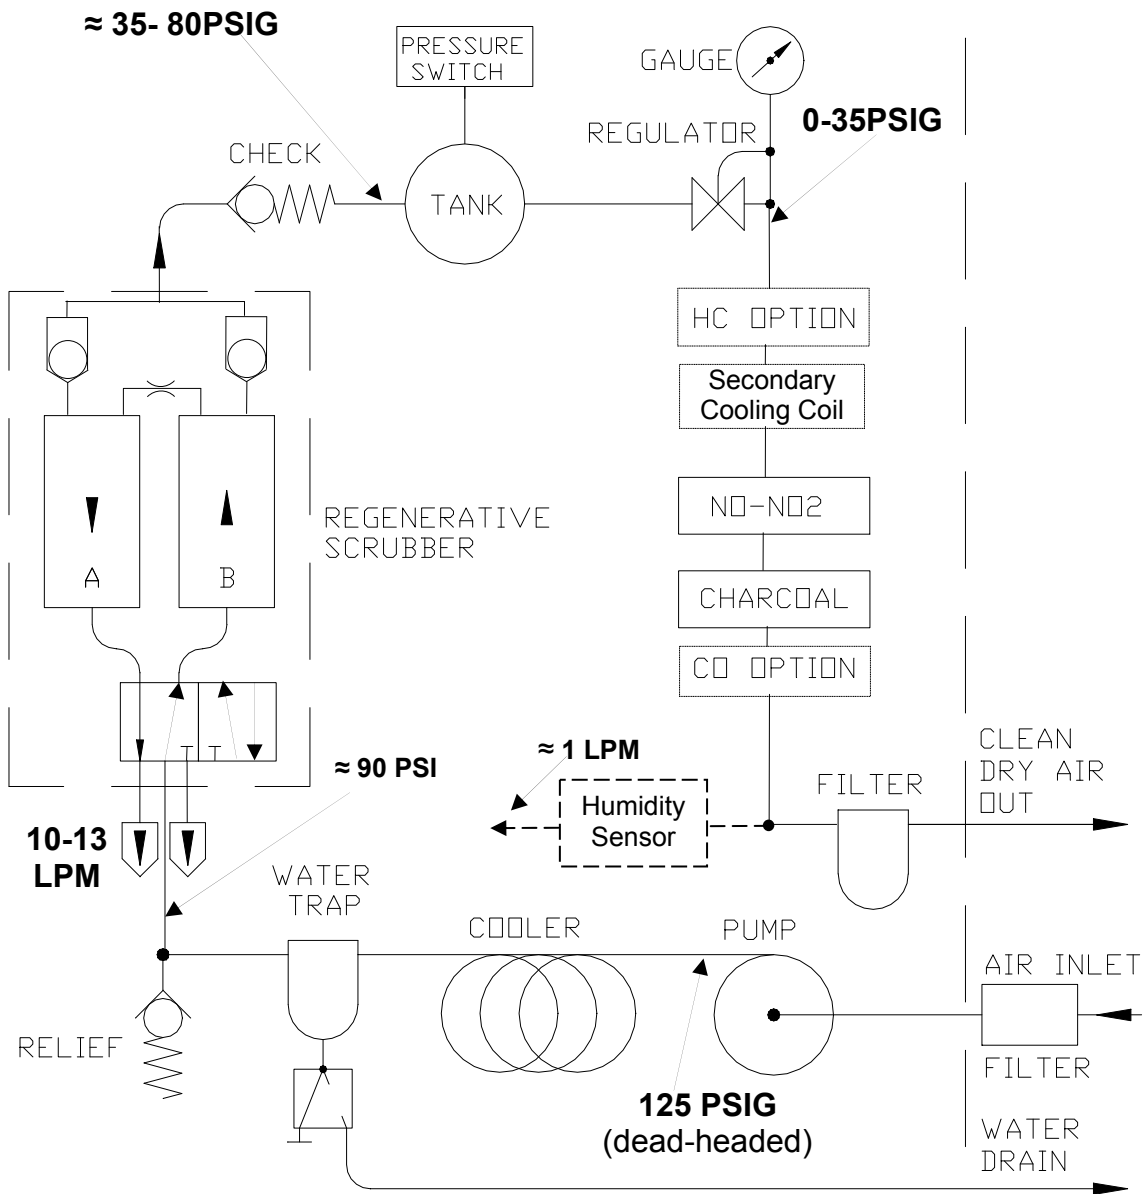 ≈ 35- 80PSIG
PRESSURE
SWITCH
GAUGE
0-35PSIG
REGULATOR
CHECK
TANK
HC OPTION
Secondary
Cooling Coil
NO-NO2
REGENERATIVE
SCRUBBER
A
B
CHARCOAL
CO OPTION
≈ 1 LPM
≈ 90 PSI
CLEAN
DRY AIR
OUT
FILTER
Humidity
Sensor
10-13
LPM
WATER
TRAP
COOLER
PUMP
AIR INLET
RELIEF
FILTER
125 PSIG
(dead-headed)
WATER
DRAIN